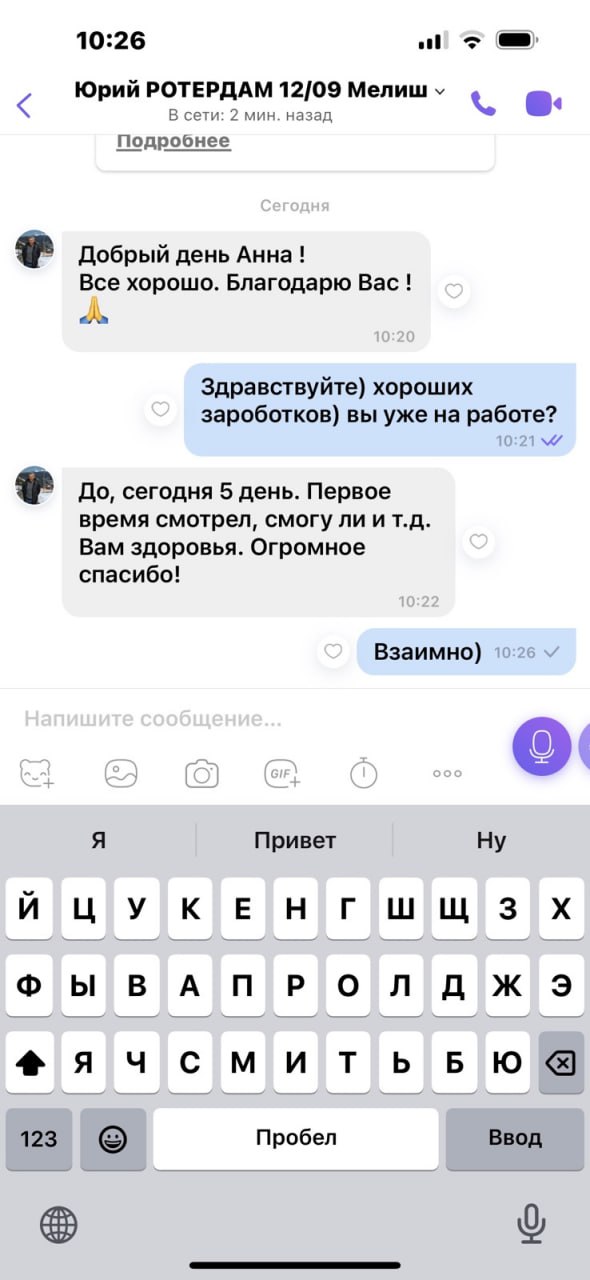 10:26
Юрий РОТЕРДАМ 12/09 Мелиш
В сети: 2 мин. назад
Подробнее
Сегодня
Добрый день Анна !
Все хорошо. Благодарю Вас !
🙏
10:20
Здравствуйте) хороших
зароботков) вы уже на работе?
10:21
До, сегодня 5 день. Первое
время смотрел, смогу ли и т.д.
Вам здоровья. Огромное
спасибо!
10:22
Взаимно) 10:26
Напишите сообщение...
GIF
Я Привет Ну
Й Ц У К Е Н Г Ш Щ З Х
Ф Ы В А П Р О Л Д Ж Э
Я Ч С М И Т Ь Б Ю
123 Пробел Ввод